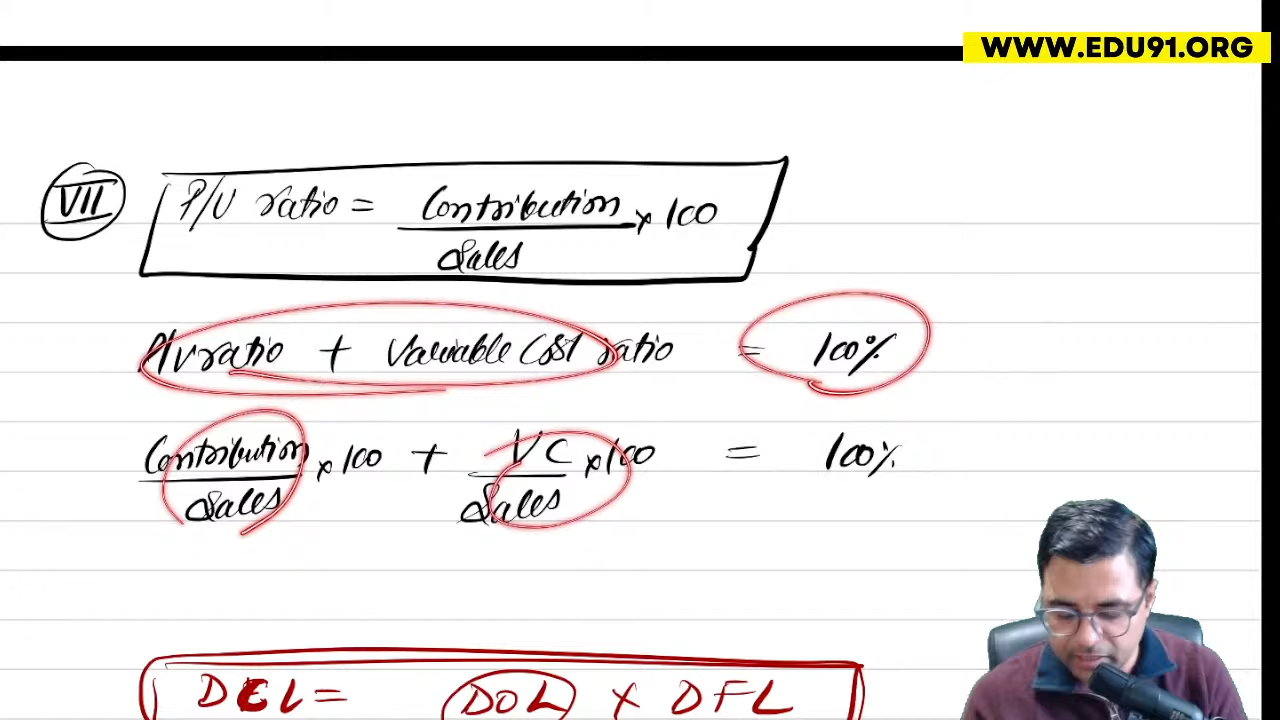 WWW.EDU91.ORG
VII P/V ratio = Contribution/Sales × 100
P/V ratio + Variable Cost ratio = 100%
Contribution/Sales × 100 + VC/Sales × 100 = 100%
DCL = DOL × DFL